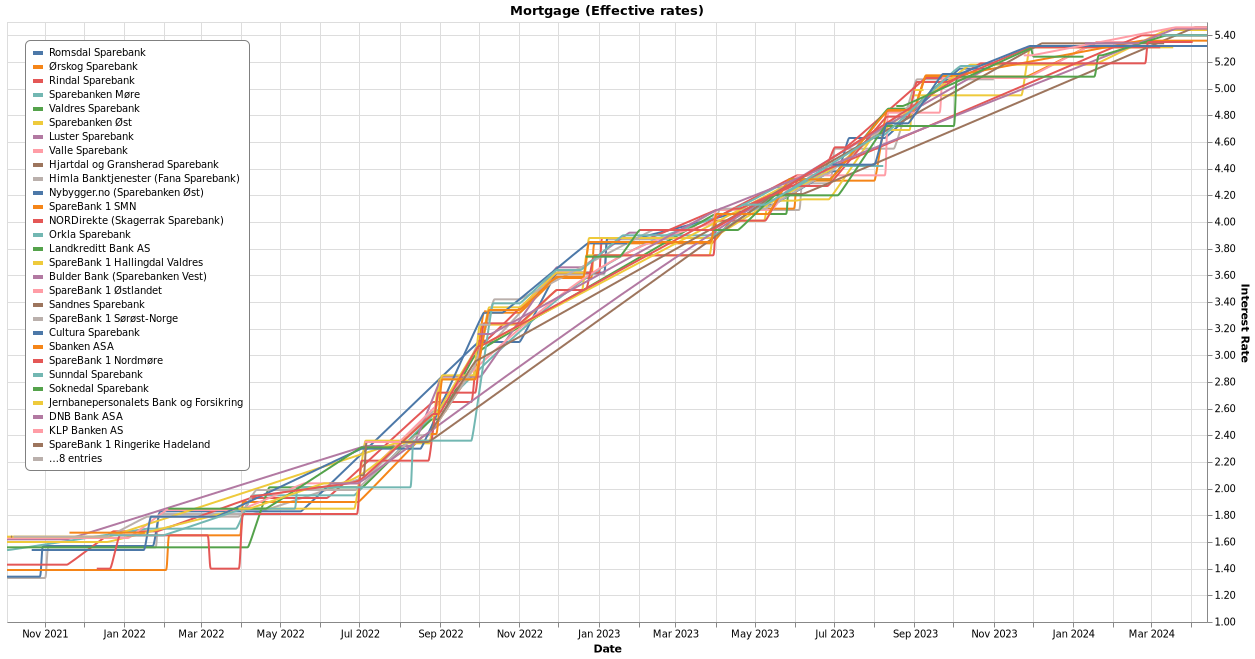 Mortgage (Effective rates)
Romsdal Sparebank
Ørskog Sparebank
Rindal Sparebank
Sparebanken Møre
Valdres Sparebank
Sparebanken Øst
Luster Sparebank
Valle Sparebank
Hjartdal og Gransherad Sparebank
Himla Banktjenester (Fana Sparebank)
Nybygger.no (Sparebanken Øst)
SpareBank 1 SMN
NORDirekte (Skagerrak Sparebank)
Orkla Sparebank
Landkreditt Bank AS
SpareBank 1 Hallingdal Valdres
Bulder Bank (Sparebanken Vest)
SpareBank 1 Østlandet
Sandnes Sparebank
SpareBank 1 Sørøst-Norge
Cultura Sparebank
Sbanken ASA
SpareBank 1 Nordmøre
Sunndal Sparebank
Soknedal Sparebank
Jernbanepersonalets Bank og Forsikring
DNB Bank ASA
KLP Banken AS
SpareBank 1 Ringerike Hadeland
...8 entries
5.40
5.20
5.00
4.80
4.60
4.40
4.20
4.00
3.80
3.60
3.40
3.20
3.00
2.80
2.60
2.40
2.20
2.00
1.80
1.60
1.40
1.20
1.00
Interest Rate
Nov 2021 Jan 2022 Mar 2022 May 2022 Jul 2022 Sep 2022 Nov 2022 Jan 2023 Mar 2023 May 2023 Jul 2023 Sep 2023 Nov 2023 Jan 2024 Mar 2024
Date